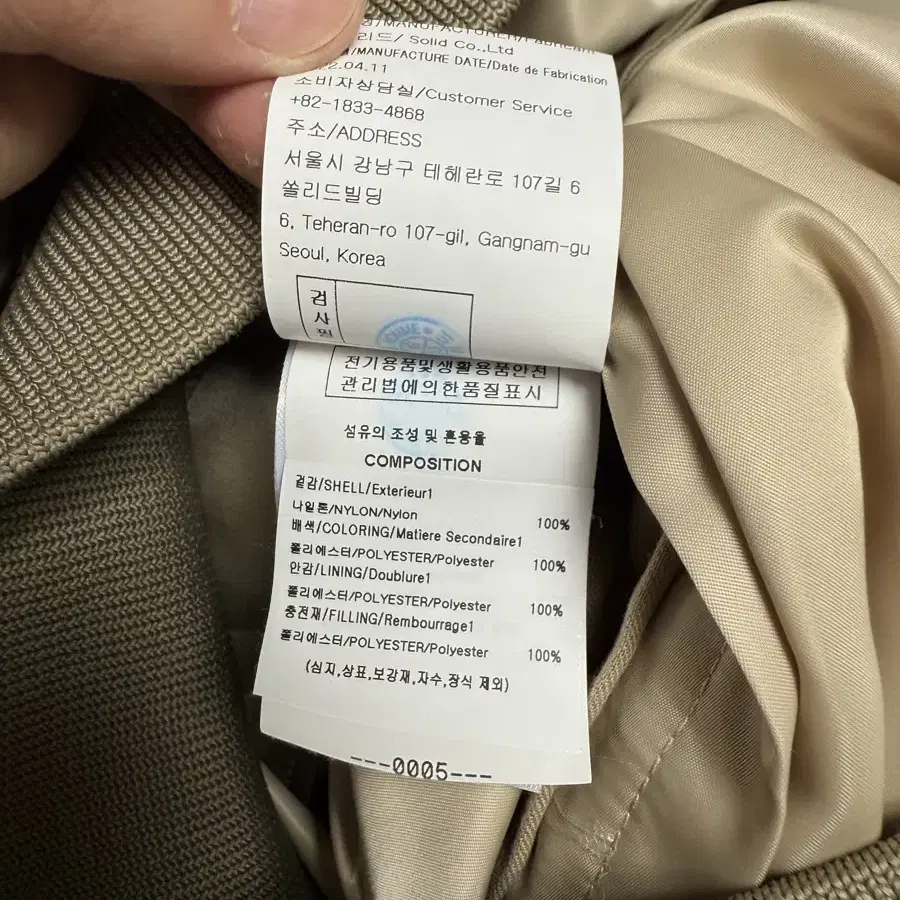 /MANUFACTURER/Fabricant
리드/ Solid Co.,Ltd
/MANUFACTURE DATE/Date de Fabrication
2.04.11
소비자상담실/Customer Service
+82-1833-4868
주소/ADDRESS
서울시 강남구 테헤란로 107길 6
쏠리드빌딩
6, Teheran-ro 107-gil, Gangnam-gu
Seoul, Korea
검사필
전기용품및생활용품안전
관리법에의한품질표시
섬유의 조성 및 혼용율
COMPOSITION
겉감/SHELL/Exterieur1
나일론/NYLON/Nylon 100%
배색/COLORING/Matiere Secondaire1
폴리에스터/POLYESTER/Polyester 100%
안감/LINING/Doublure1
폴리에스터/POLYESTER/Polyester 100%
충전재/FILLING/Rembourrage1
폴리에스터/POLYESTER/Polyester 100%
(심지,상표,보강재,자수,장식 제외)
---0005---